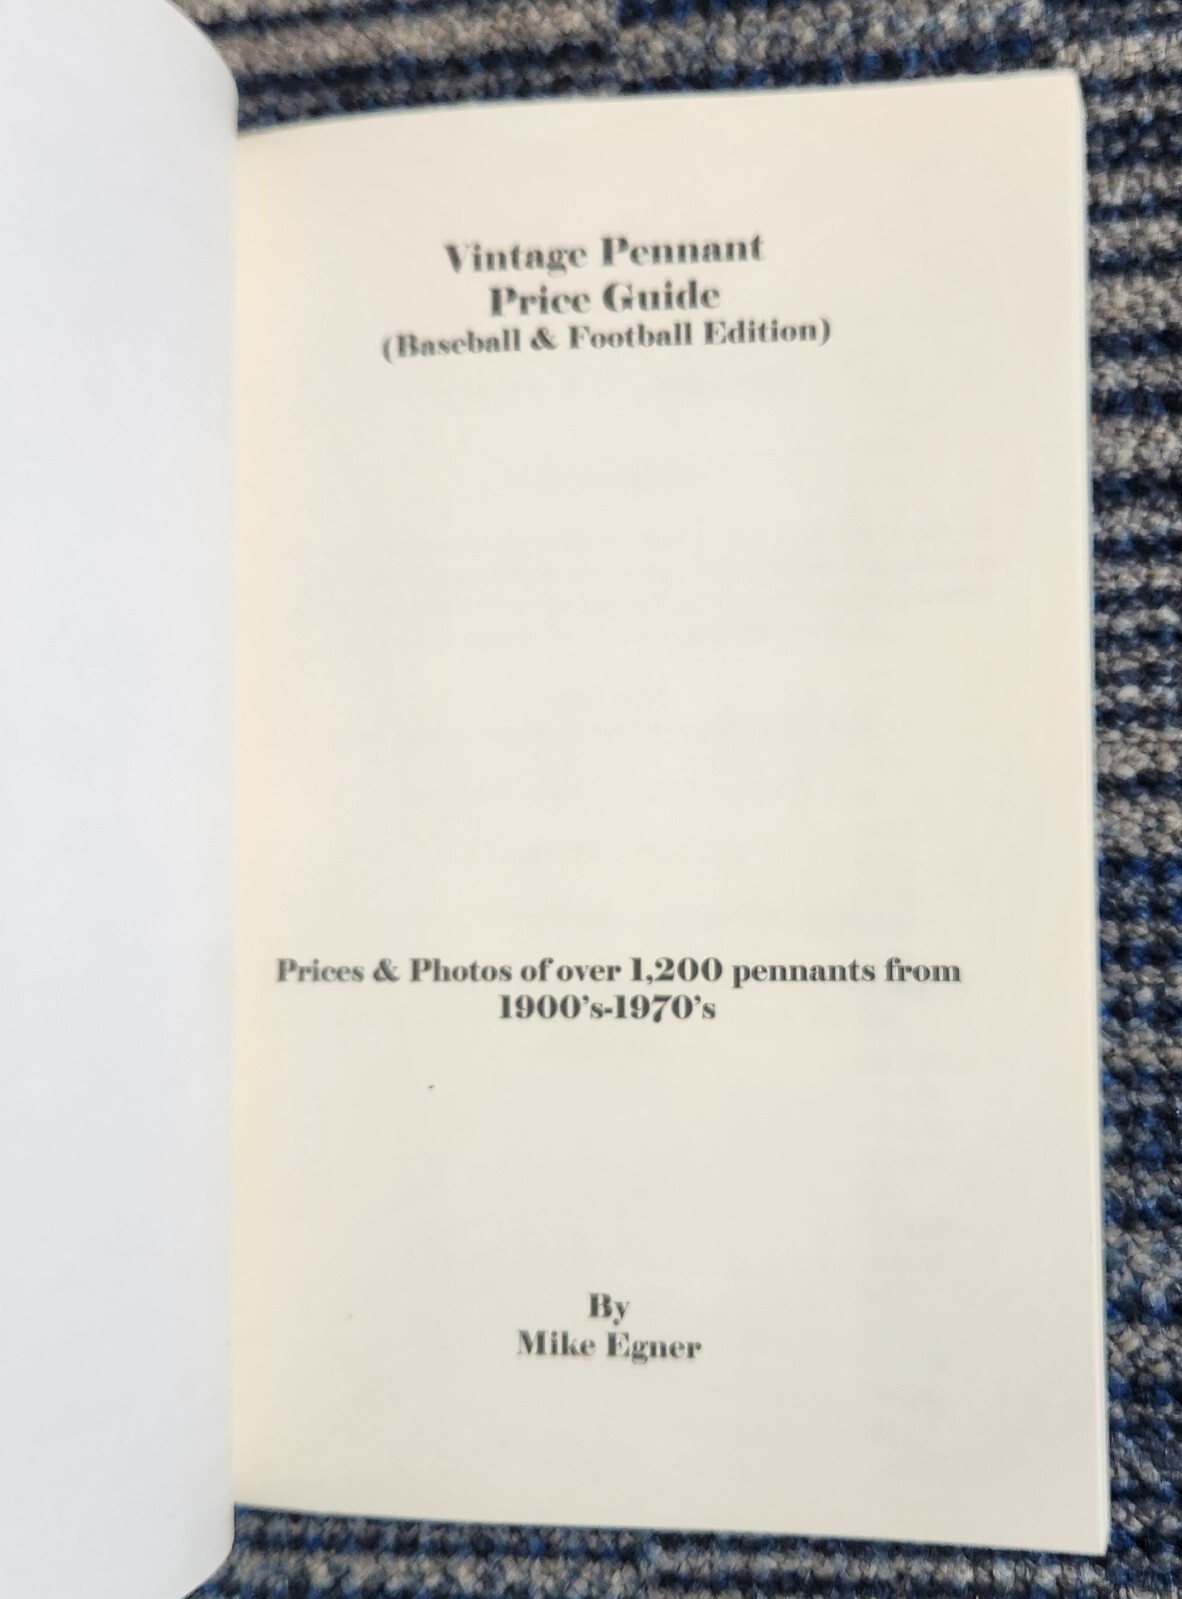 Vintage Pennant
Price Guide
(Baseball & Football Edition)
Prices & Photos of over 1,200 pennants from
1900's-1970's
By
Mike Egner